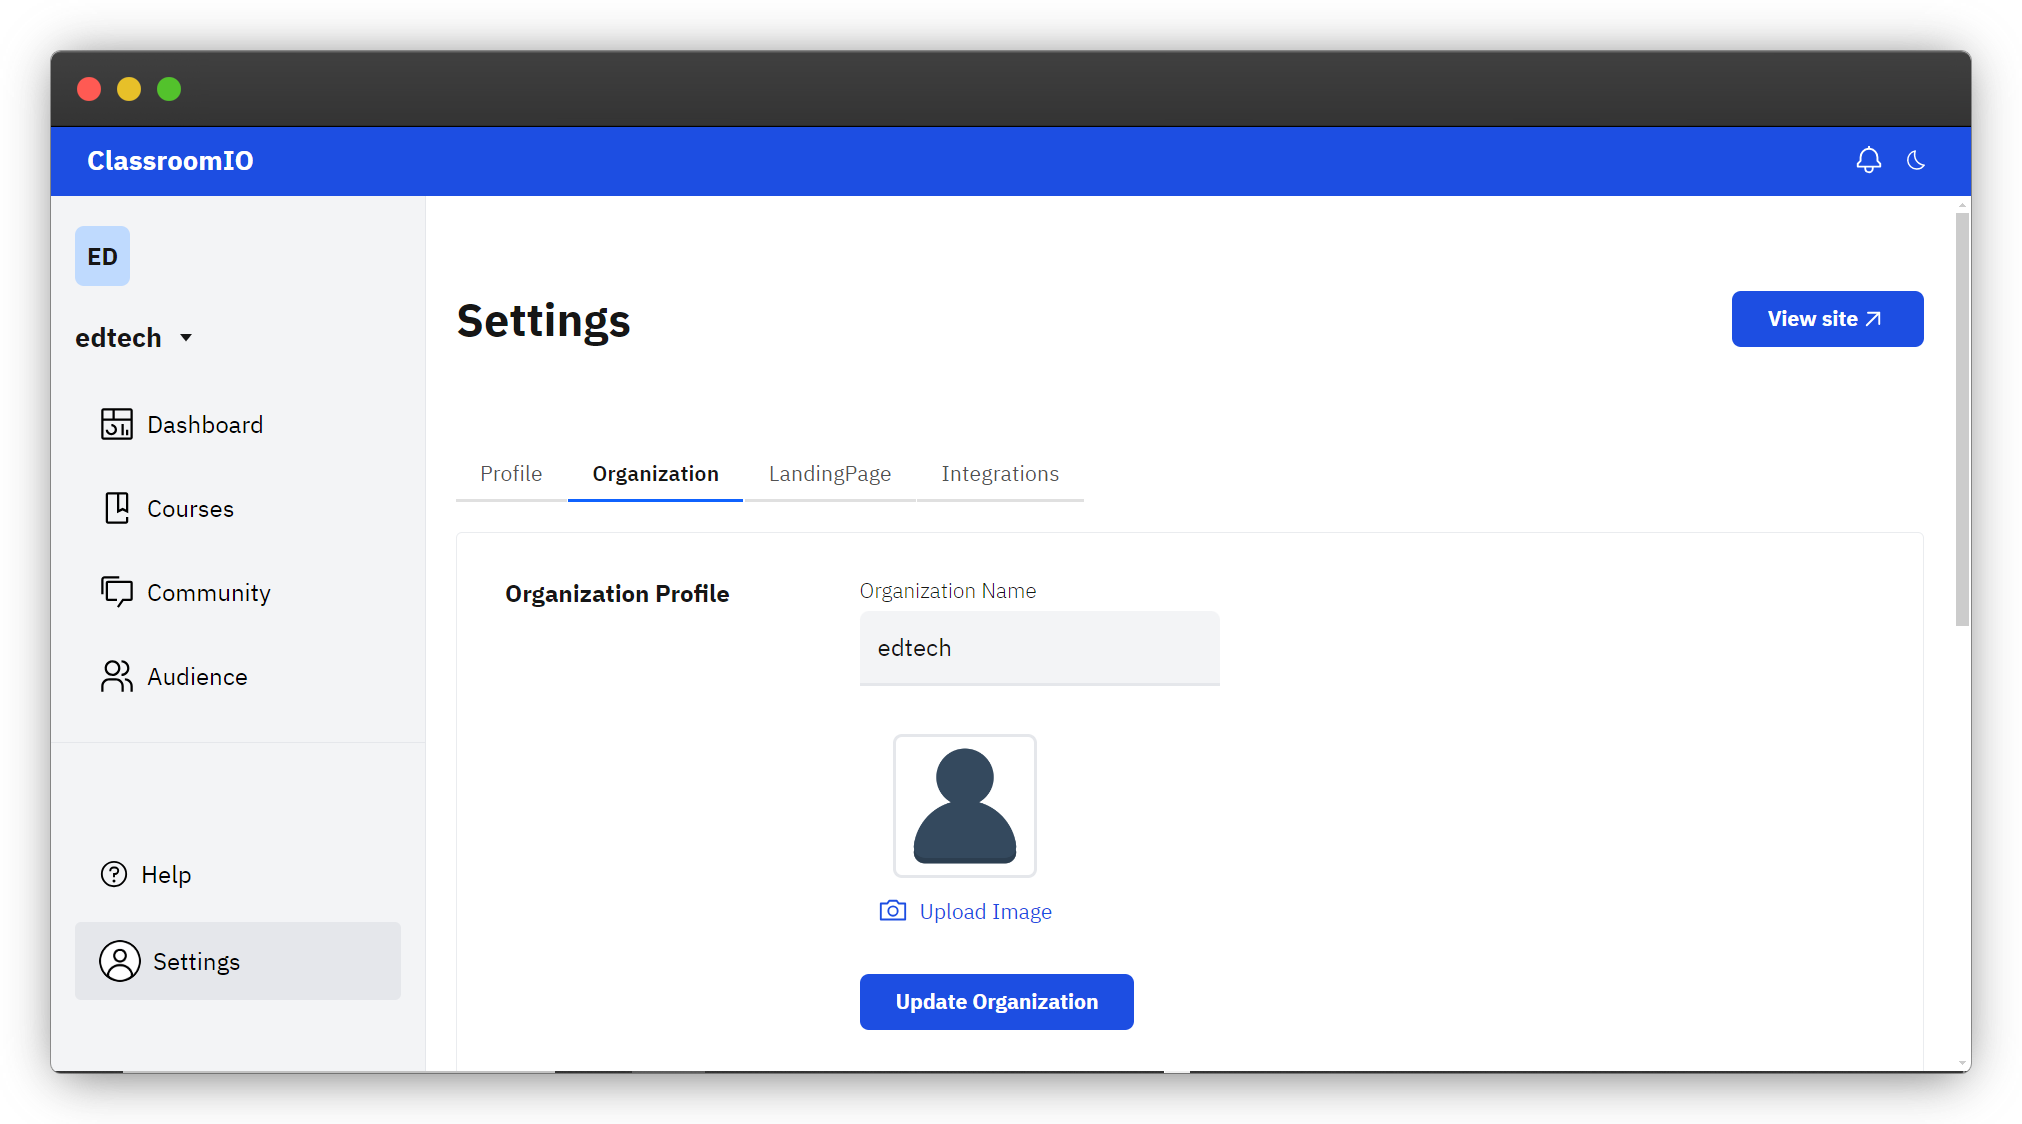 ClassroomIO
ED
edtech
Dashboard
Courses
Community
Audience
Help
Settings
Settings
View site
Profile
Organization
LandingPage
Integrations
Organization Profile
Organization Name
edtech
Upload Image
Update Organization